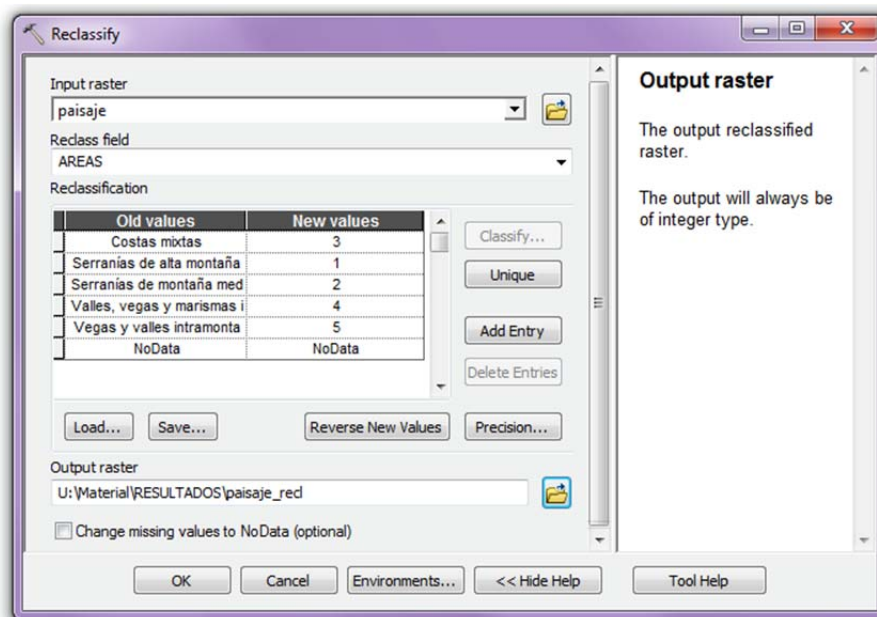 Reclassify
Input raster
paisaje
Reclass field
AREAS
Reclassification
Old values New values
Costas mixtas 3
Serranías de alta montaña 1
Serranías de montaña med 2
Valles, vegas y marismas i 4
Vegas y valles intramonta 5
NoData NoData
Classify...
Unique
Add Entry
Delete Entries
Load... Save... Reverse New Values Precision...
Output raster
U:\Material\RESULTADOS\paisaje_recl
Change missing values to NoData (optional)
OK Cancel Environments... << Hide Help Tool Help
Output raster
The output reclassified
raster.
The output will always be
of integer type.